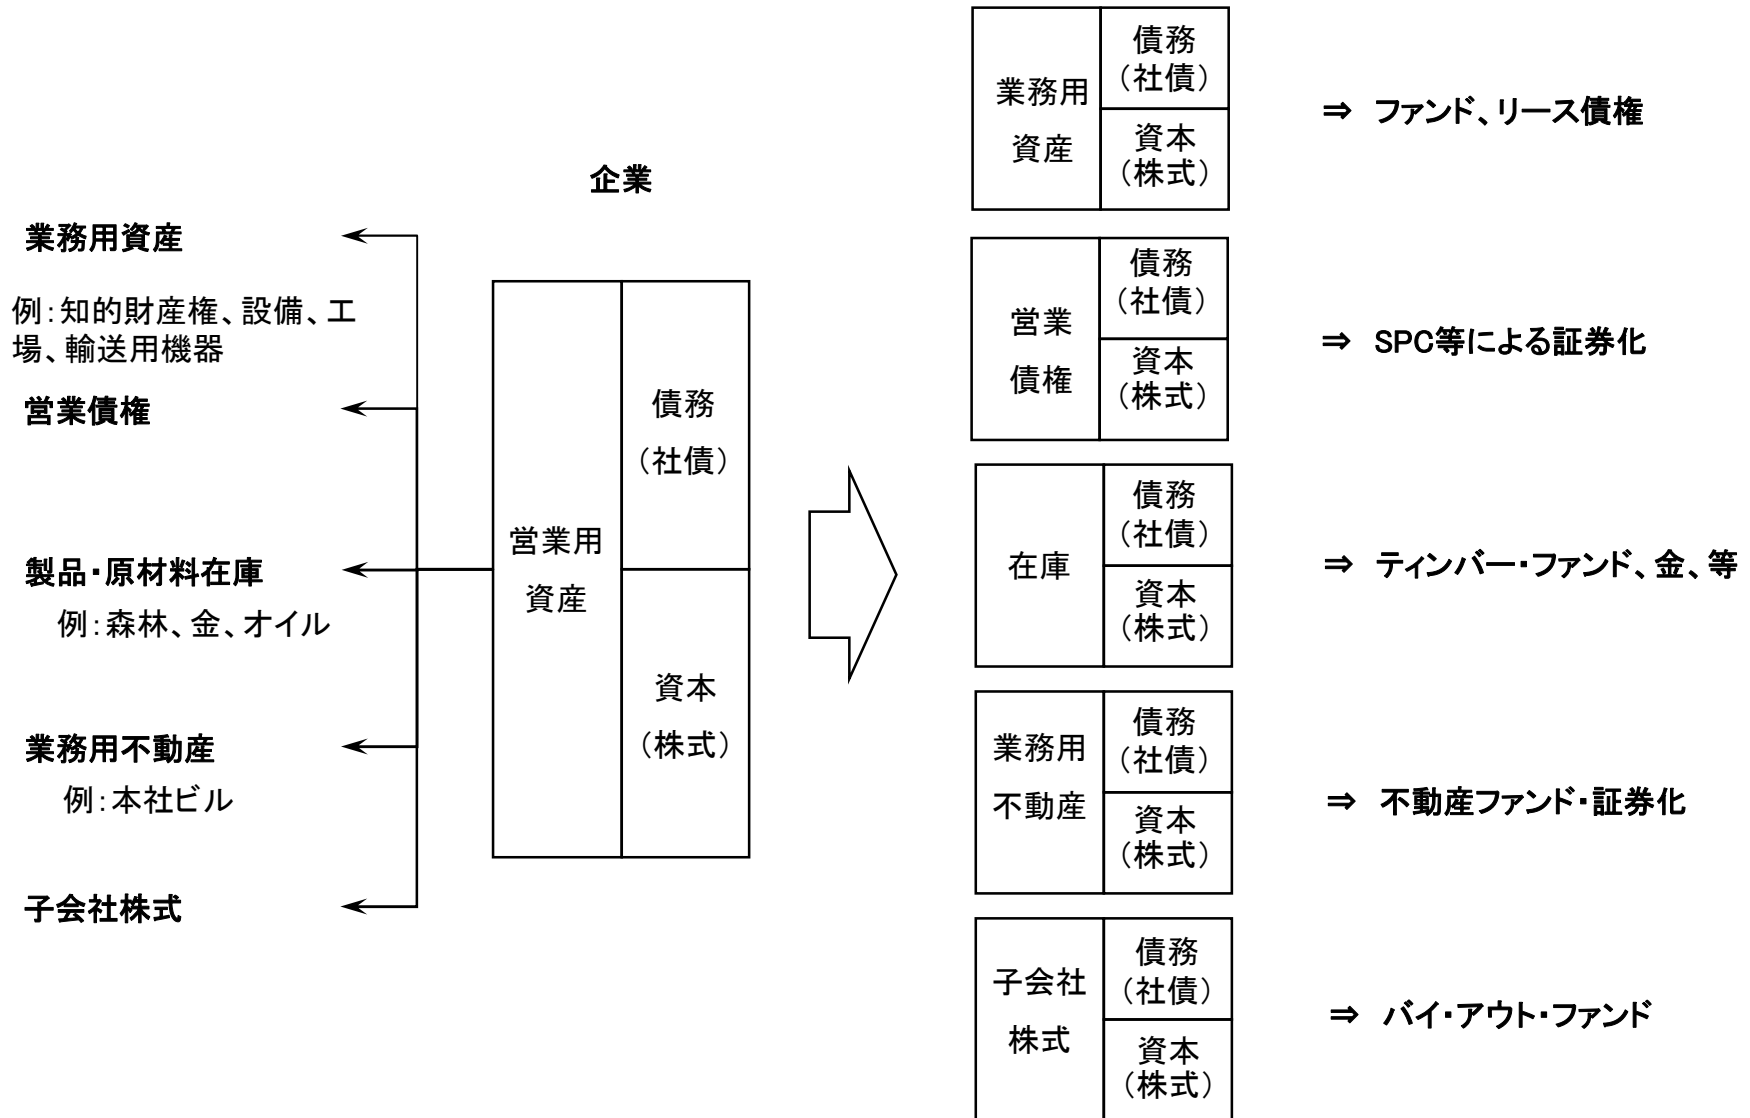 企業
業務用資産
例：知的財産権、設備、工
場、輸送用機器
営業債権
製品・原材料在庫
例：森林、金、オイル
業務用不動産
例：本社ビル
子会社株式
営業用
資産
債務
（社債）
資本
（株式）
業務用
資産
債務
（社債）
資本
（株式）
⇒ ファンド、リース債権
営業
債権
債務
（社債）
資本
（株式）
⇒ SPC等による証券化
在庫
債務
（社債）
資本
（株式）
⇒ ティンバー・ファンド、金、等
業務用
不動産
債務
（社債）
資本
（株式）
⇒ 不動産ファンド・証券化
子会社
株式
債務
（社債）
資本
（株式）
⇒ バイ・アウト・ファンド